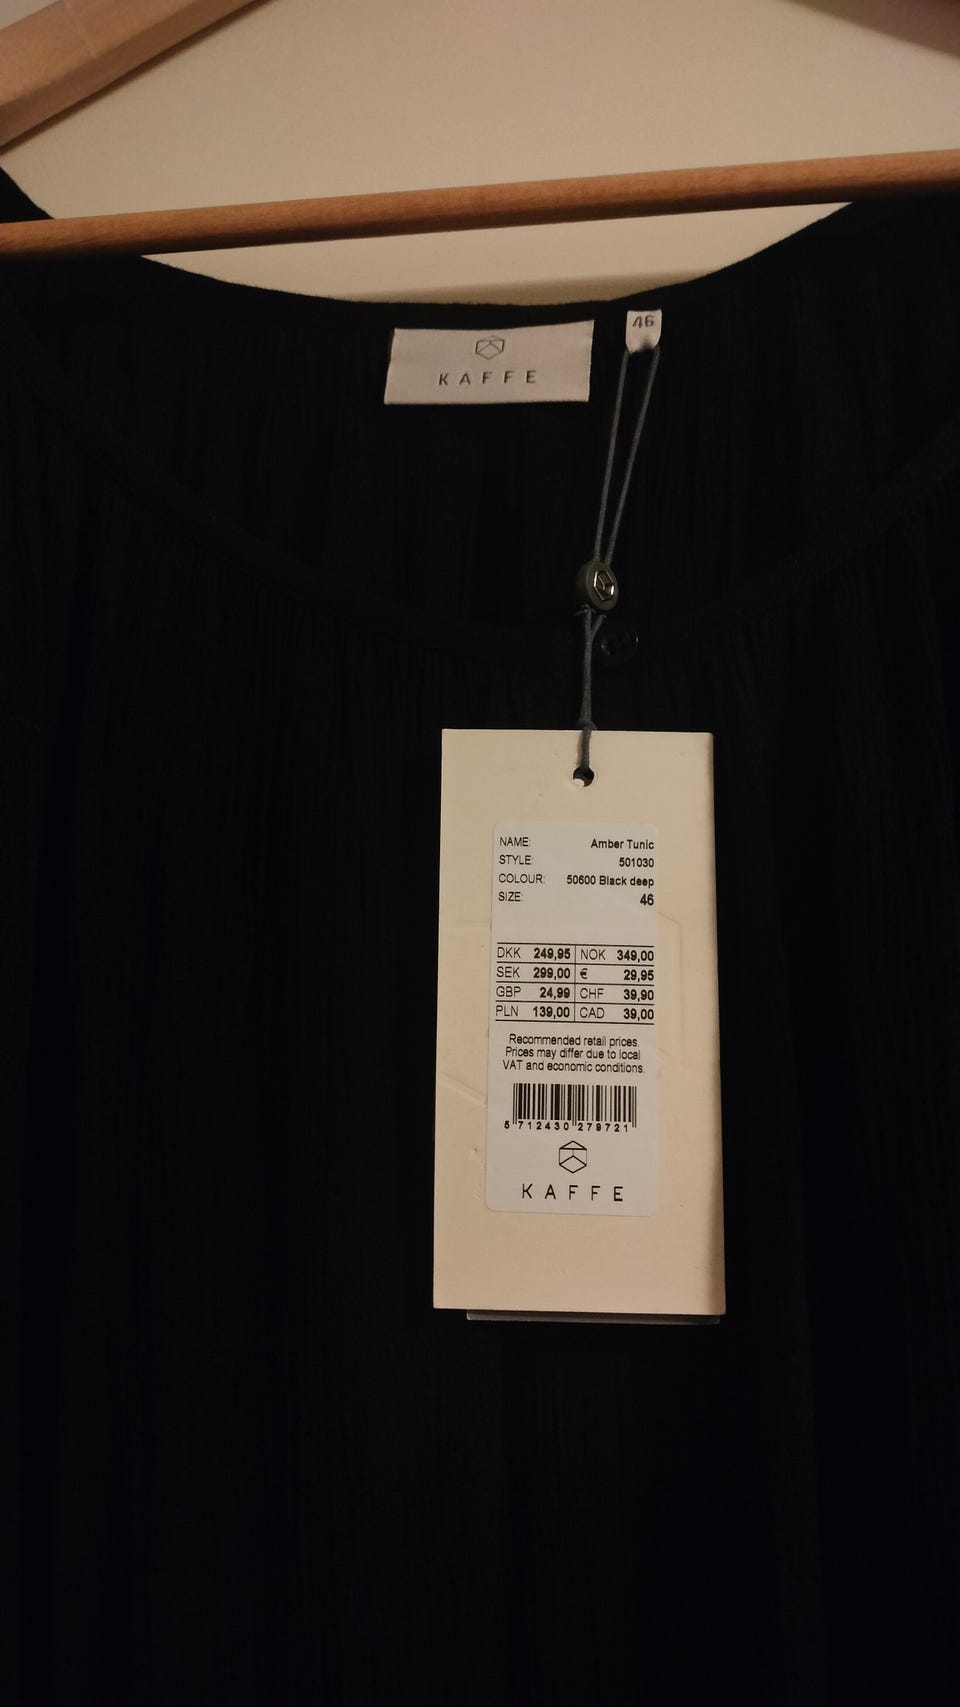 KAFFE
46
NAME: Amber Tunic
STYLE: 501030
COLOUR: 50600 Black deep
SIZE: 46
DKK 249,95 NOK 349,00
SEK 299,00 € 29,95
GBP 24,99 CHF 39,90
PLN 139,00 CAD 39,00
Recommended retail prices.
Prices may differ due to local
VAT and economic conditions.
5 712430 279721
KAFFE